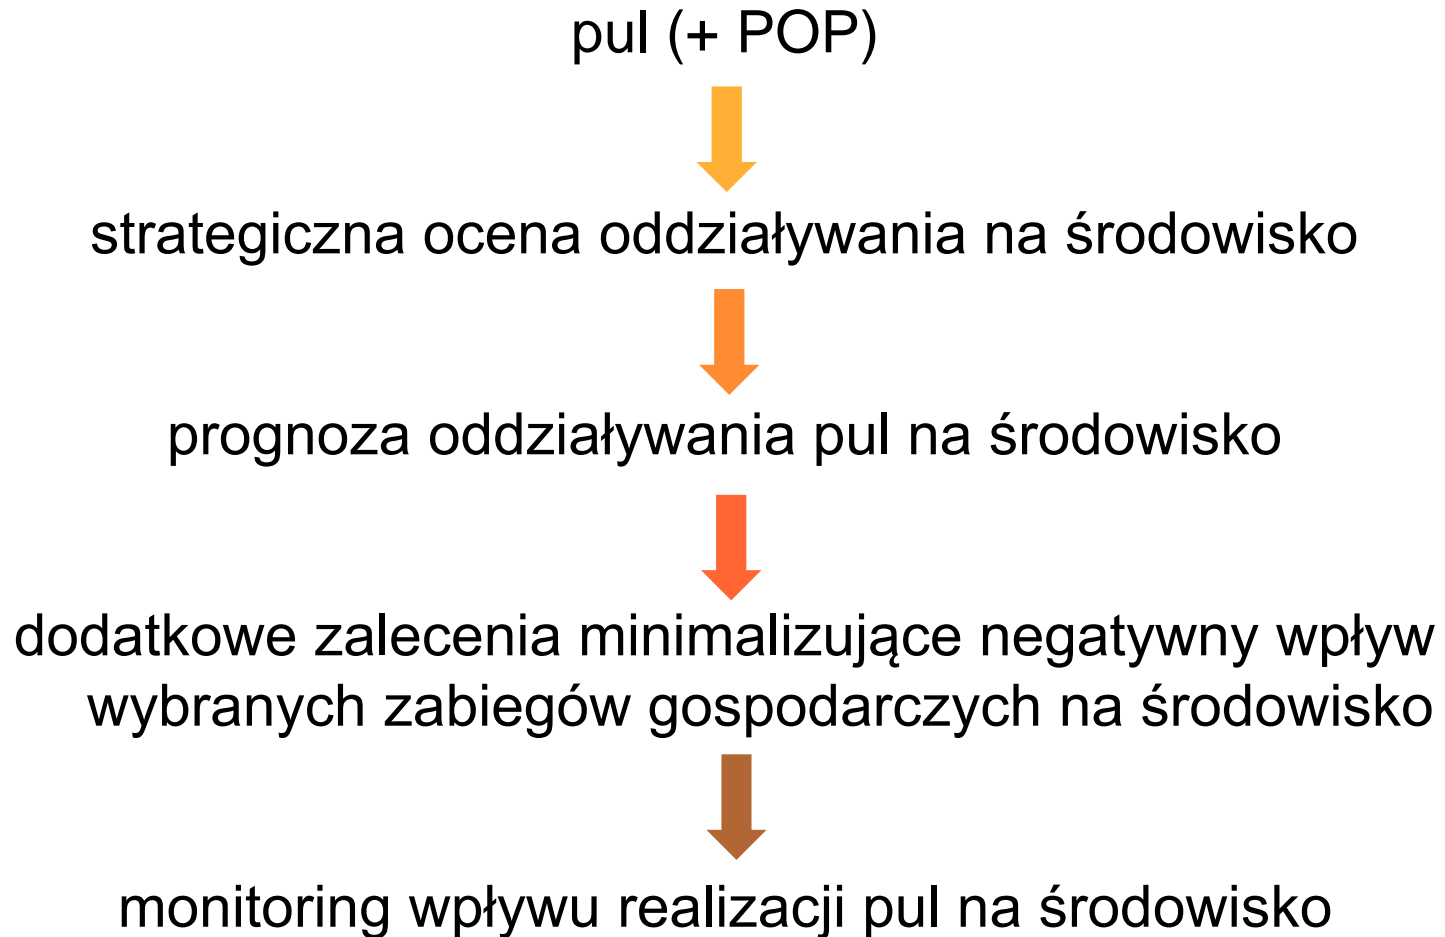 pul (+ POP)
strategiczna ocena oddziaływania na środowisko
prognoza oddziaływania pul na środowisko
dodatkowe zalecenia minimalizujące negatywny wpływ
wybranych zabiegów gospodarczych na środowisko
monitoring wpływu realizacji pul na środowisko